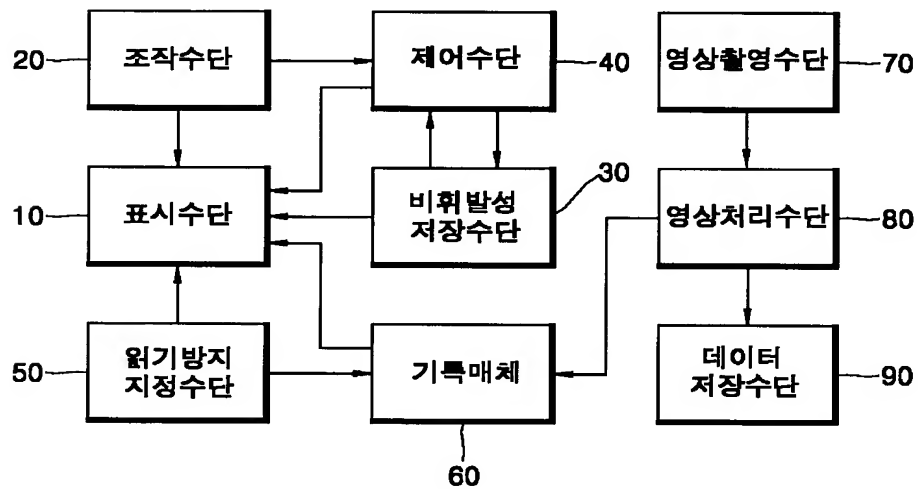 20
조작수단
제어수단
40
영상촬영수단
70
10
표시수단
비휘발성
저장수단
30
영상처리수단
80
50
읽기방지
지정수단
기록매체
60
데이터
저장수단
90